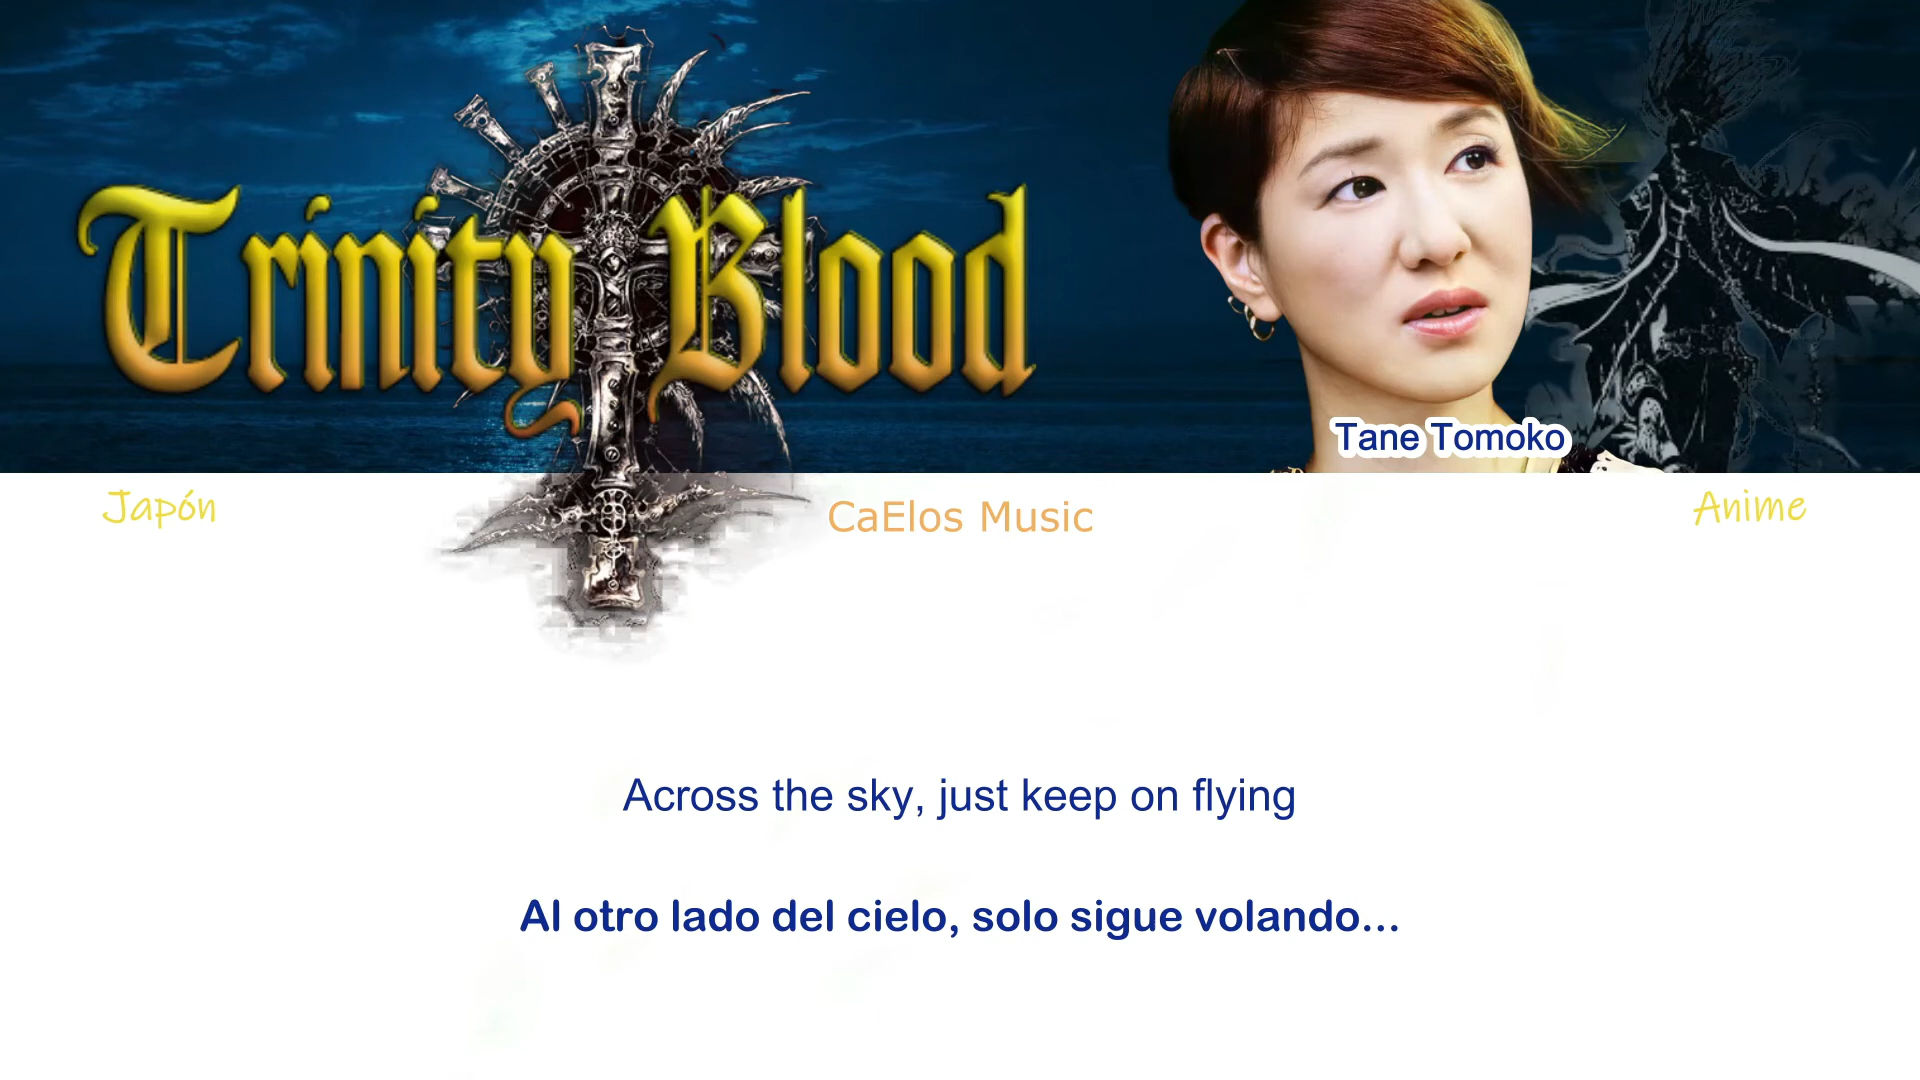 Trinity Blood
Tane Tomoko
Japón
CaElos Music
Anime
Across the sky, just keep on flying
Al otro lado del cielo, solo sigue volando...